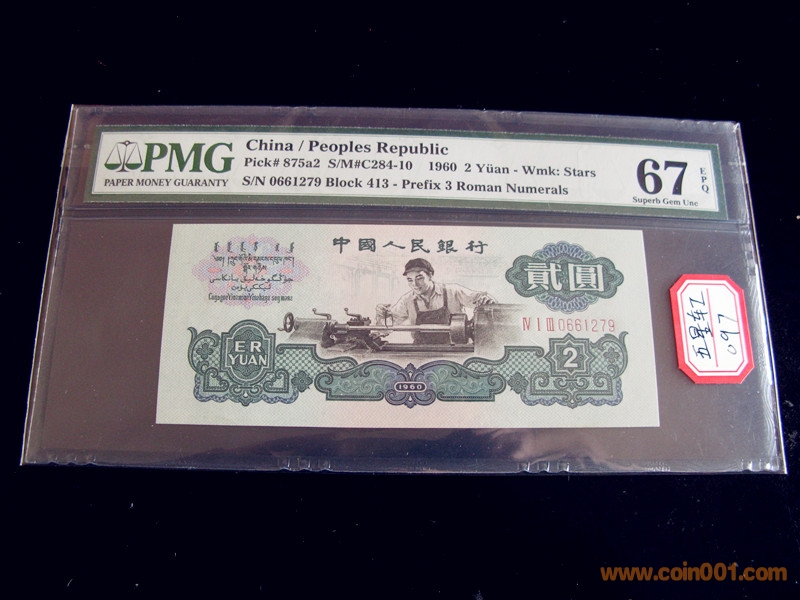 PMG
PAPER MONEY GUARANTY
China / Peoples Republic
Pick# 875a2 S/M#C284-10 1960 2 Yüan - Wmk: Stars
S/N 0661279 Block 413 - Prefix 3 Roman Numerals
67 EPQ
Superb Gem Unc
中國人民銀行
貳圓
Ⅳ Ⅰ Ⅲ 0661279
ER
YUAN
1960
2
五星车工
097
www.coin001.com